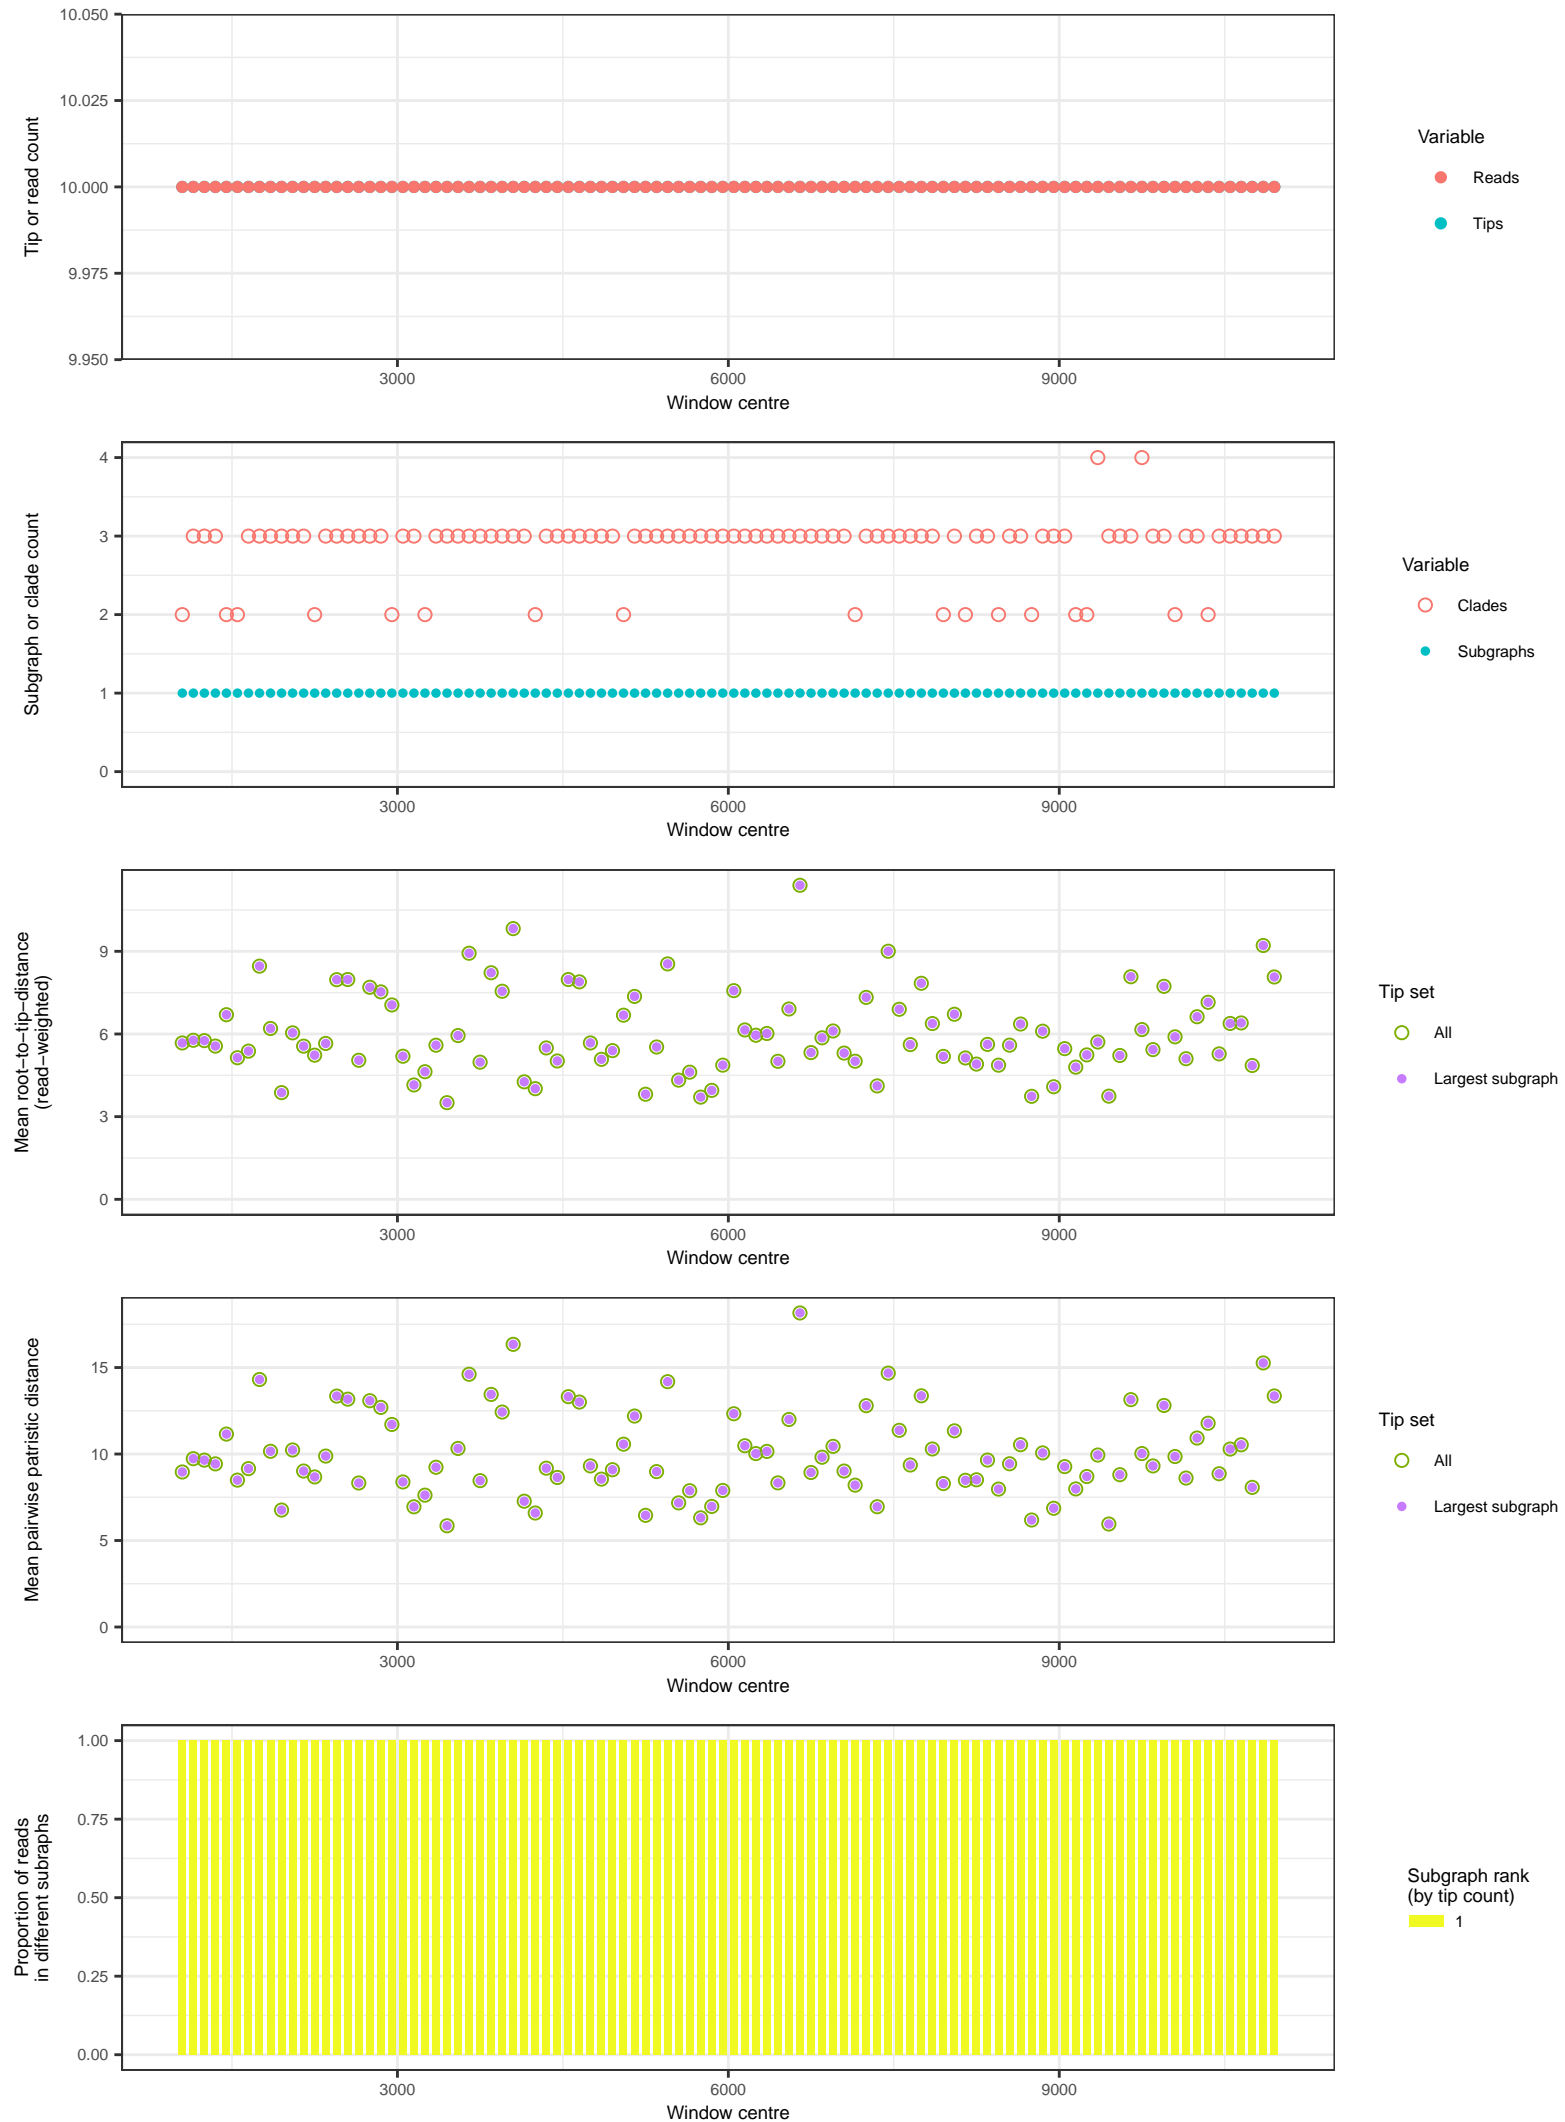 10.050
10.025
10.000
9.975
9.950
Tip or read count
3000 6000 9000
Window centre
Variable
Reads
Tips
4
3
2
1
0
Subgraph or clade count
3000 6000 9000
Window centre
Variable
Clades
Subgraphs
9
6
3
0
Mean root−to−tip−distance
(read−weighted)
3000 6000 9000
Window centre
Tip set
All
Largest subgraph
15
10
5
0
Mean pairwise patristic distance
3000 6000 9000
Window centre
Tip set
All
Largest subgraph
1.00
0.75
0.50
0.25
0.00
Proportion of reads
in different subraphs
3000 6000 9000
Window centre
Subgraph rank
(by tip count)
1